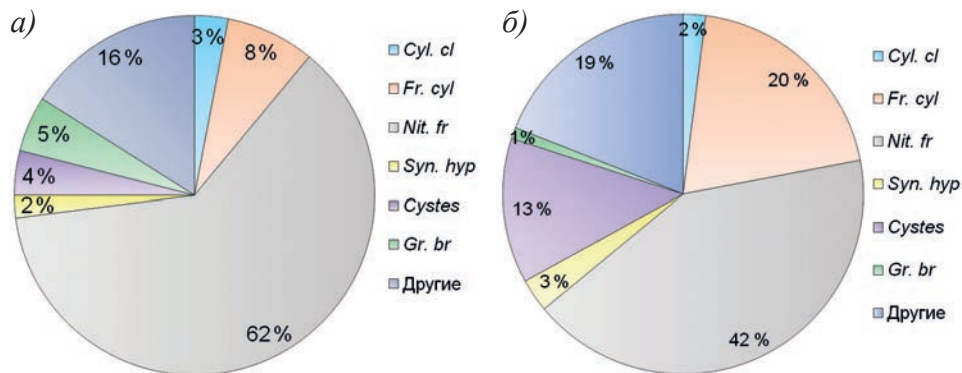 а)
3 %
8 %
62 %
2 %
4 %
5 %
16 %
Cyl. cl
Fr. cyl
Nit. fr
Syn. hyp
Cystes
Gr. br
Другие
б)
2 %
20 %
42 %
3 %
13 %
1 %
19 %
Cyl. cl
Fr. cyl
Nit. fr
Syn. hyp
Cystes
Gr. br
Другие